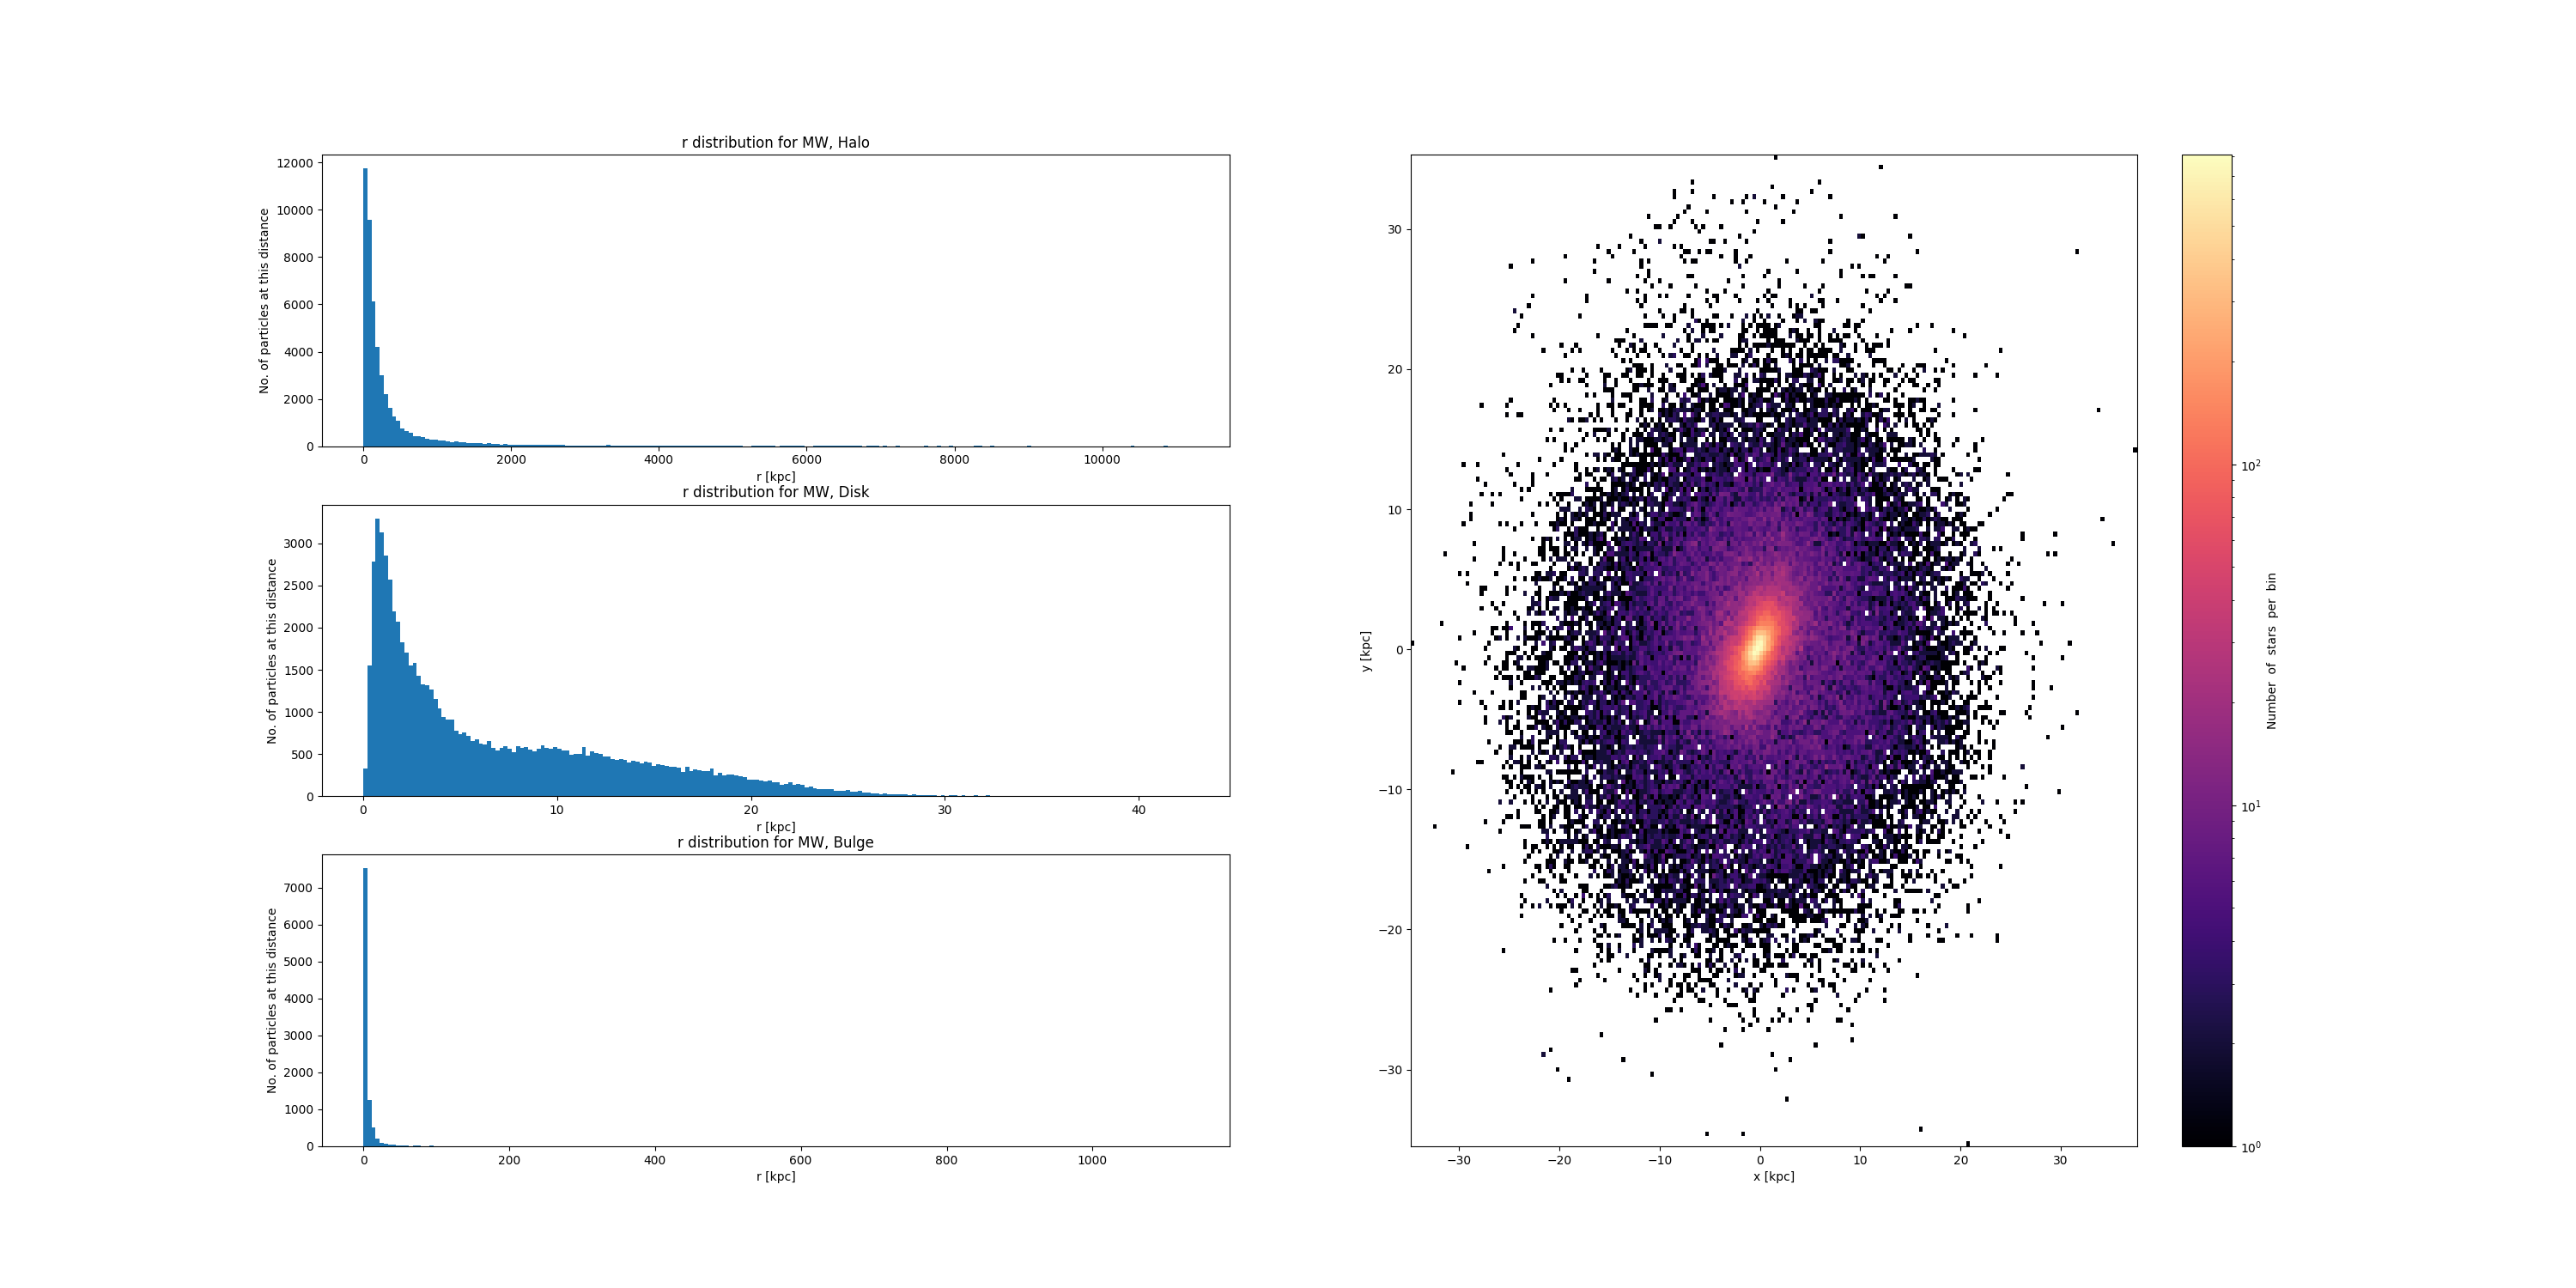 r distribution for MW, Halo
No. of particles at this distance
12000
10000
8000
6000
4000
2000
0
0 2000 4000 6000 8000 10000
r [kpc]
r distribution for MW, Disk
No. of particles at this distance
3000
2500
2000
1500
1000
500
0
0 10 20 30 40
r [kpc]
r distribution for MW, Bulge
No. of particles at this distance
7000
6000
5000
4000
3000
2000
1000
0
0 200 400 600 800 1000
r [kpc]
y [kpc]
30
20
10
0
−10
−20
−30
−30 −20 −10 0 10 20 30
x [kpc]
10²
10¹
10⁰
Number of stars per bin